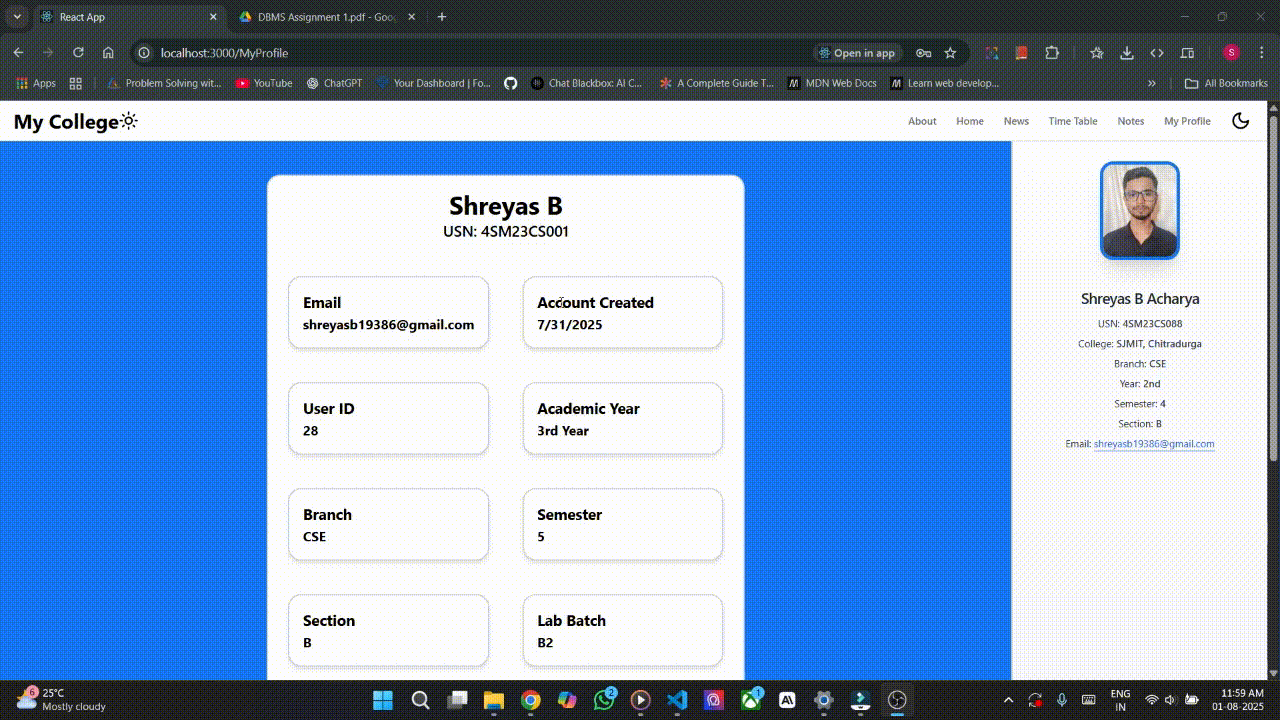 React App
DBMS Assignment 1.pdf - Goo
localhost:3000/MyProfile
Open in app
S
Apps
Problem Solving wit...
YouTube
ChatGPT
Your Dashboard | Fo...
Chat Blackbox: AI C...
A Complete Guide T...
MDN Web Docs
Learn web develop...
All Bookmarks
My College
About
Home
News
Time Table
Notes
My Profile
Shreyas B
USN: 4SM23CS001
Email
shreyasb19386@gmail.com
Account Created
7/31/2025
User ID
28
Academic Year
3rd Year
Branch
CSE
Semester
5
Section
B
Lab Batch
B2
Shreyas B Acharya
USN: 4SM23CS088
College: SJMIT, Chitradurga
Branch: CSE
Year: 2nd
Semester: 4
Section: B
Email: shreyasb19386@gmail.com
6
25°C
Mostly cloudy
2
1
ENG
IN
11:59 AM
01-08-2025